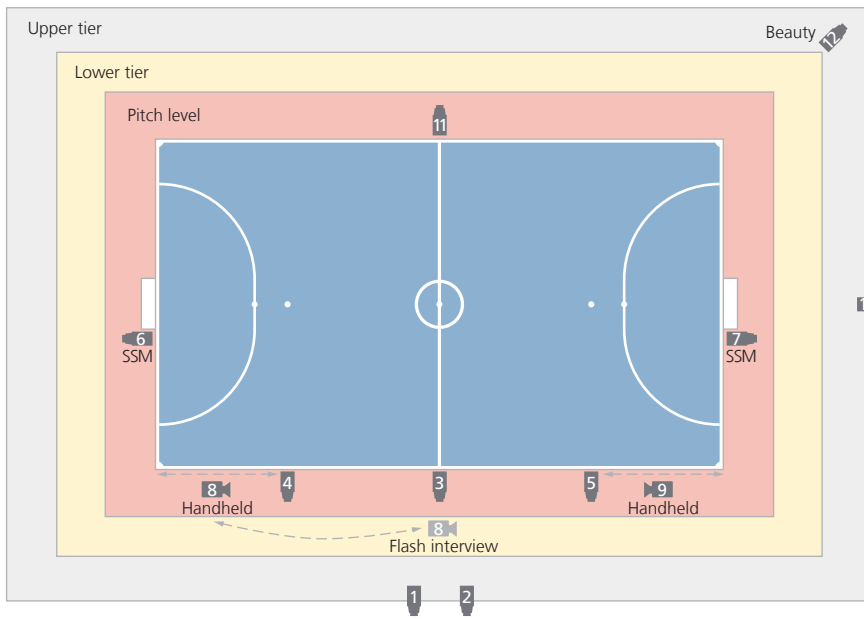 Upper tier
Beauty
12
Lower tier
Pitch level
11
6
SSM
7
SSM
8
4
3
5
9
Handheld
Handheld
8
Flash interview
1
2